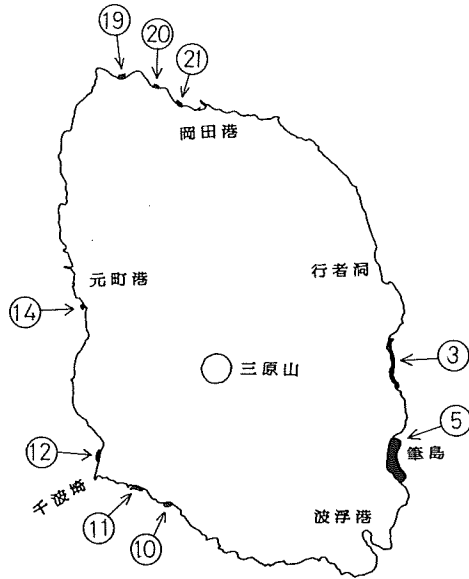 ⑲
⑳
㉑
岡田港
行者洞
元町港
⑭
三原山
③
⑤
筆島
⑫
千波埼
⑪
⑩
波浮港